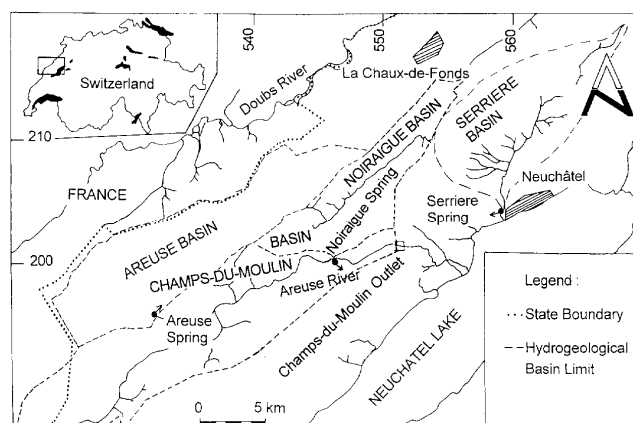 540
550
560
Switzerland
La Chaux-de-Fonds
Doubs River
NOIRAIGUE BASIN
SERRIERE
BASIN
210
FRANCE
Neuchâtel
Serriere
Spring
AREUSE BASIN
BASIN
Noiraigue Spring
200
CHAMPS-DU-MOULIN
Areuse River
Areuse
Spring
Champs-du-Moulin Outlet
NEUCHATEL LAKE
Legend :
State Boundary
Hydrogeological
Basin Limit
0 5 km
N